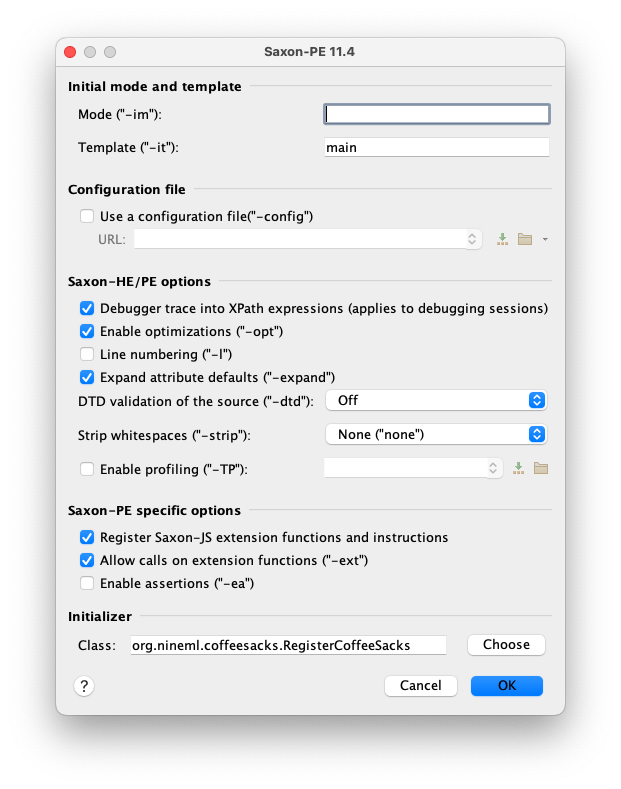 Saxon-PE 11.4
Initial mode and template
Mode ("-im"):
Template ("-it"): main
Configuration file
Use a configuration file("-config")
URL:
Saxon-HE/PE options
Debugger trace into XPath expressions (applies to debugging sessions)
Enable optimizations ("-opt")
Line numbering ("-l")
Expand attribute defaults ("-expand")
DTD validation of the source ("-dtd"): Off
Strip whitespaces ("-strip"): None ("none")
Enable profiling ("-TP"):
Saxon-PE specific options
Register Saxon-JS extension functions and instructions
Allow calls on extension functions ("-ext")
Enable assertions ("-ea")
Initializer
Class: org.nineml.coffeesacks.RegisterCoffeeSacks Choose
? Cancel OK